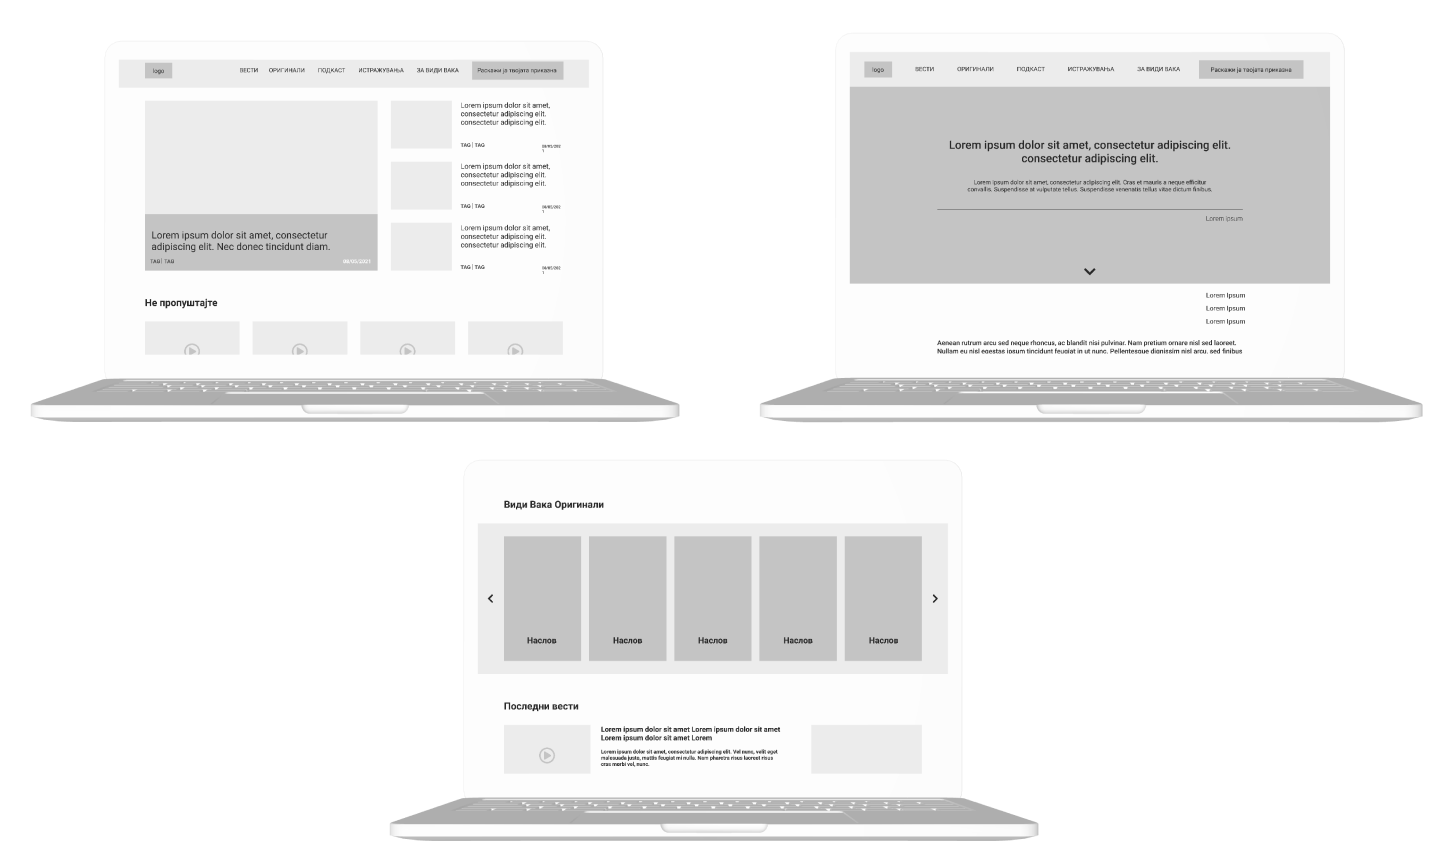 logo
ВЕСТИ ОРИГИНАЛИ ПОДКАСТ ИСТРАЖУВАЊА ЗА ВИДИ ВАКА Раскажи ја твојата приказна
Lorem ipsum dolor sit amet, consectetur
adipiscing elit. Nec donec tincidunt diam.
TAG| TAG 08/03/2021
Lorem ipsum dolor sit amet,
consectetur adipiscing elit.
consectetur adipiscing elit.
TAG | TAG 08/03/202
1
Lorem ipsum dolor sit amet,
consectetur adipiscing elit.
consectetur adipiscing elit.
TAG | TAG 08/03/202
1
Lorem ipsum dolor sit amet,
consectetur adipiscing elit.
consectetur adipiscing elit.
TAG | TAG 08/03/202
1
Не пропуштајте
logo
ВЕСТИ ОРИГИНАЛИ ПОДКАСТ ИСТРАЖУВАЊА ЗА ВИДИ ВАКА Раскажи ја твојата приказна
Lorem ipsum dolor sit amet, consectetur adipiscing elit.
consectetur adipiscing elit.
Lorem ipsum dolor sit amet, consectetur adipiscing elit. Cras et mauris a neque efficitur
convallis. Suspendisse at vulputate tellus. Suspendisse venenatis tellus vitae dictum finibus.
Lorem Ipsum
Lorem Ipsum
Lorem Ipsum
Lorem Ipsum
Aenean rutrum arcu sed neque rhoncus, ac blandit nisi pulvinar. Nam pretium ornare nisl sed laoreet.
Nullam eu nisl egestas ipsum tincidunt feugiat in ut nunc. Pellentesque dignissim nisl arcu, sed finibus
Види Вака Оригинали
Наслов Наслов Наслов Наслов Наслов
Последни вести
Lorem ipsum dolor sit amet Lorem ipsum dolor sit amet
Lorem ipsum dolor sit amet Lorem
Lorem ipsum dolor sit amet, consectetur adipiscing elit. Vel nunc, velit eget
malesuada justo, mattis feugiat mi nulla. Nam pharetra risus laoreet risus
cras morbi vel, nunc.